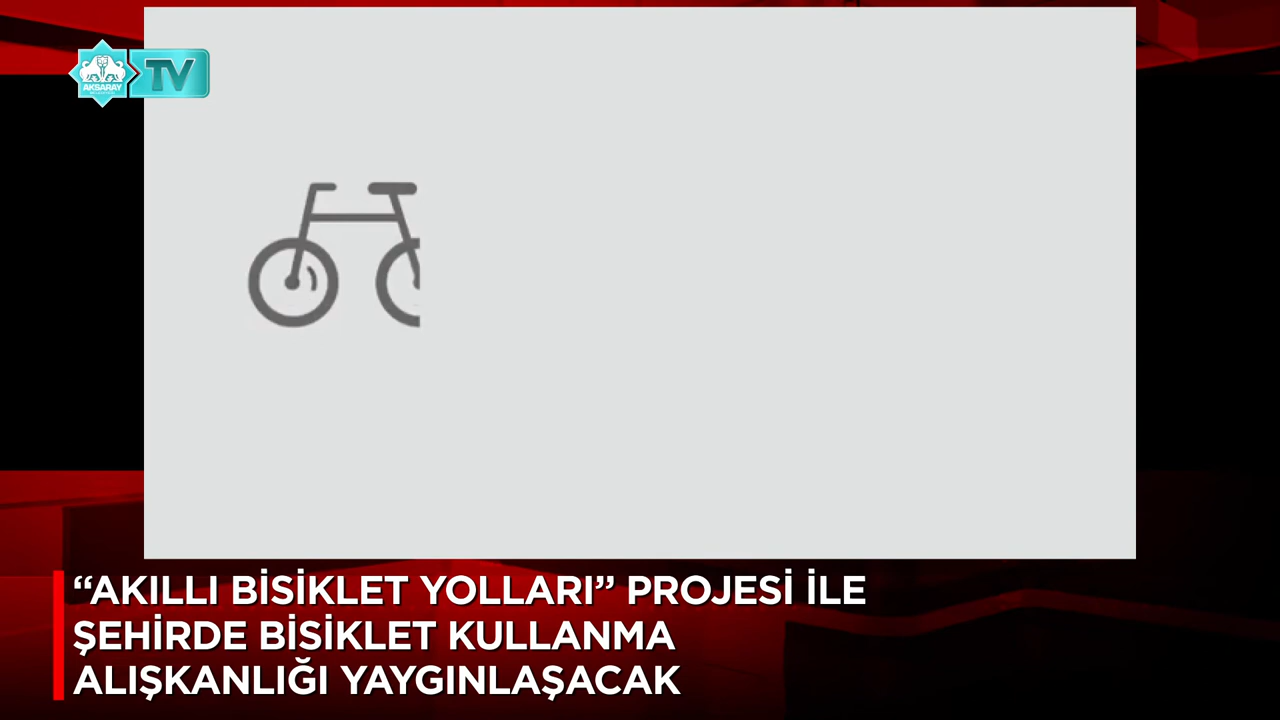 AKSARAY
TV
“AKILLI BİSİKLET YOLLARI” PROJESİ İLE
ŞEHİRDE BİSİKLET KULLANMA
ALIŞKANLIĞI YAYGINLAŞACAK